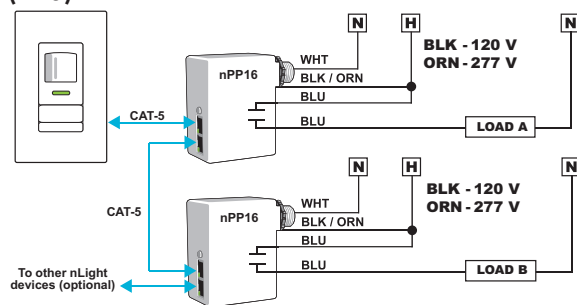 N H N
BLK - 120 V
ORN - 277 V
WHT
nPP16
BLK / ORN
BLU
CAT-5
BLU
LOAD A
N H N
BLK - 120 V
ORN - 277 V
WHT
CAT-5
nPP16
BLK / ORN
BLU
BLU
LOAD B
To other nLight
devices (optional)